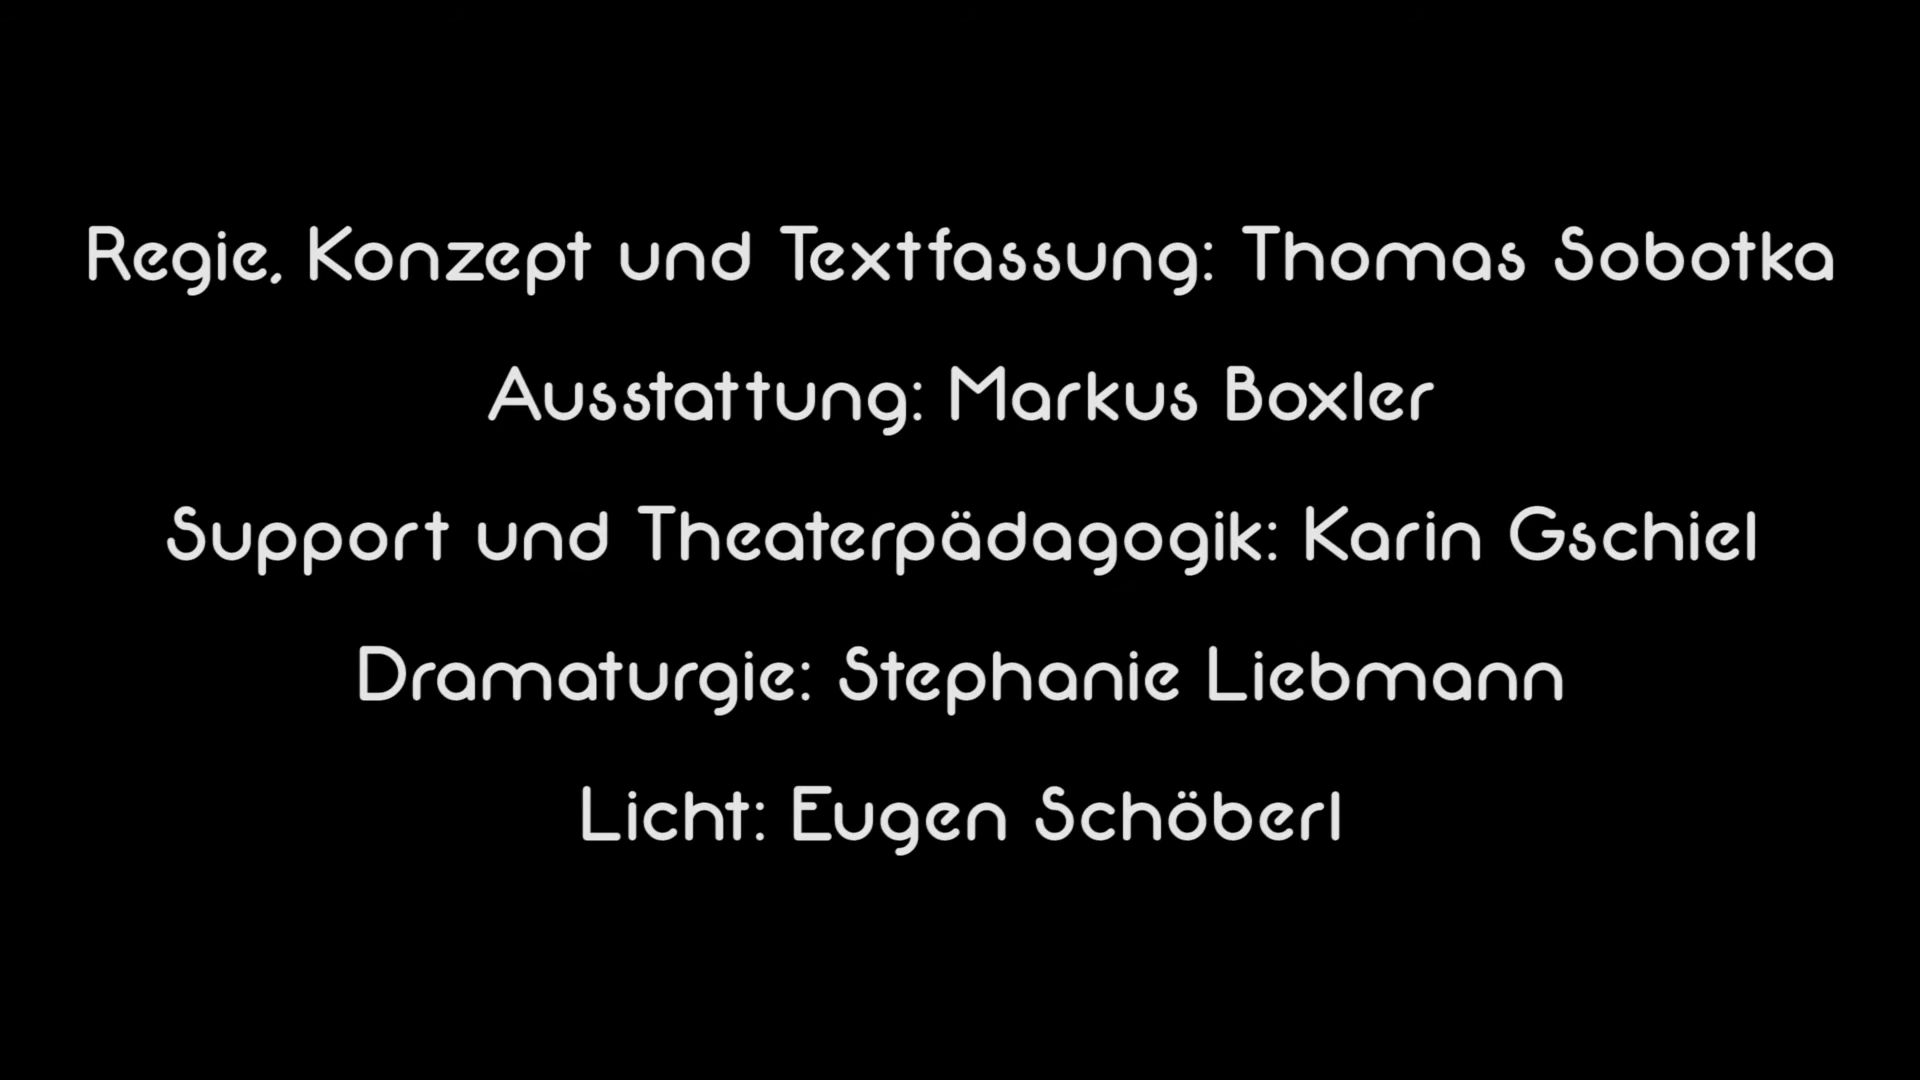 Regie, Konzept und Textfassung: Thomas Sobotka
Ausstattung: Markus Boxler
Support und Theaterpädagogik: Karin Gschiel
Dramaturgie: Stephanie Liebmann
Licht: Eugen Schöberl